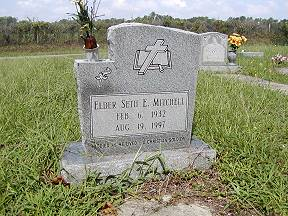 ELDER SETH E. MITCHELL
FEB. 6, 1932
AUG. 19, 1997